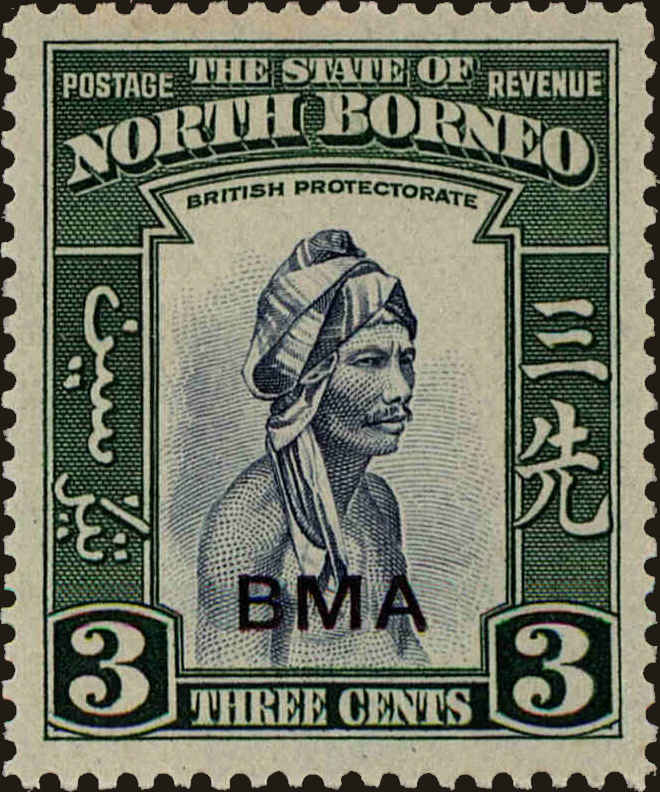 POSTAGE THE STATE OF REVENUE
NORTH BORNEO
BRITISH PROTECTORATE
三先
BMA
3 THREE CENTS 3